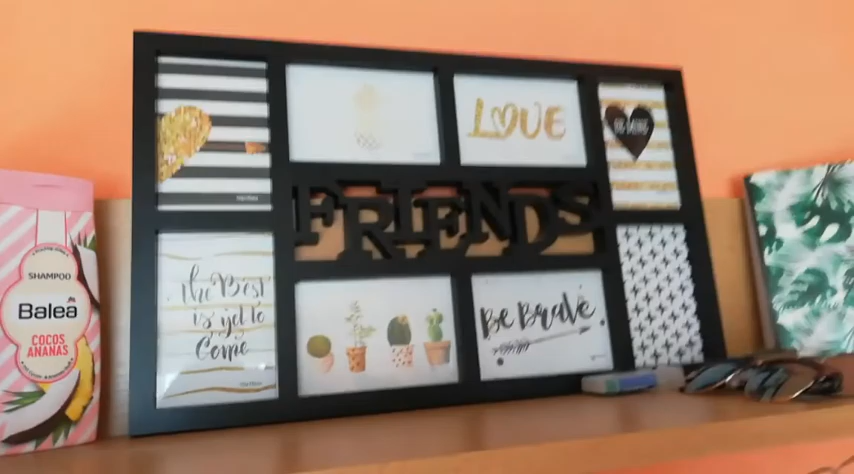 LOVE
FRIENDS
the Best
is yet to
Come
Be Brave
SHAMPOO
Balea
COCOS
ANANAS